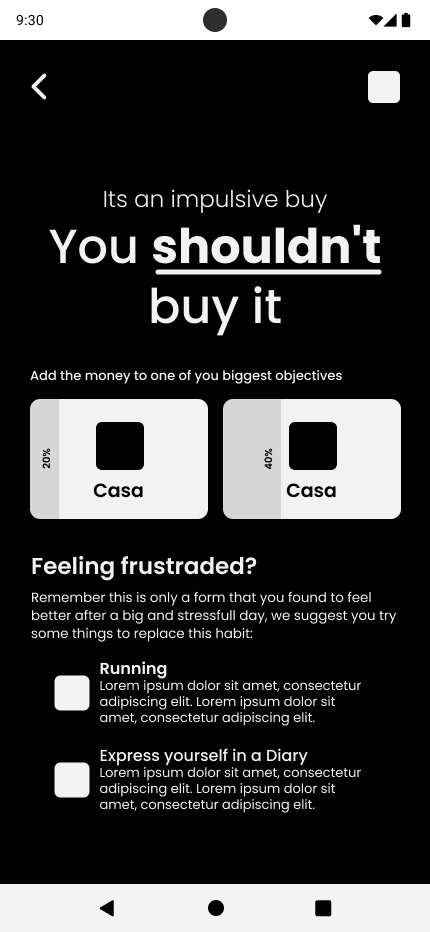 9:30
Its an impulsive buy
You shouldn't
buy it
Add the money to one of you biggest objectives
20%
Casa
40%
Casa
Feeling frustraded?
Remember this is only a form that you found to feel
better after a big and stressfull day, we suggest you try
some things to replace this habit:
Running
Lorem ipsum dolor sit amet, consectetur
adipiscing elit. Lorem ipsum dolor sit
amet, consectetur adipiscing elit.
Express yourself in a Diary
Lorem ipsum dolor sit amet, consectetur
adipiscing elit. Lorem ipsum dolor sit
amet, consectetur adipiscing elit.